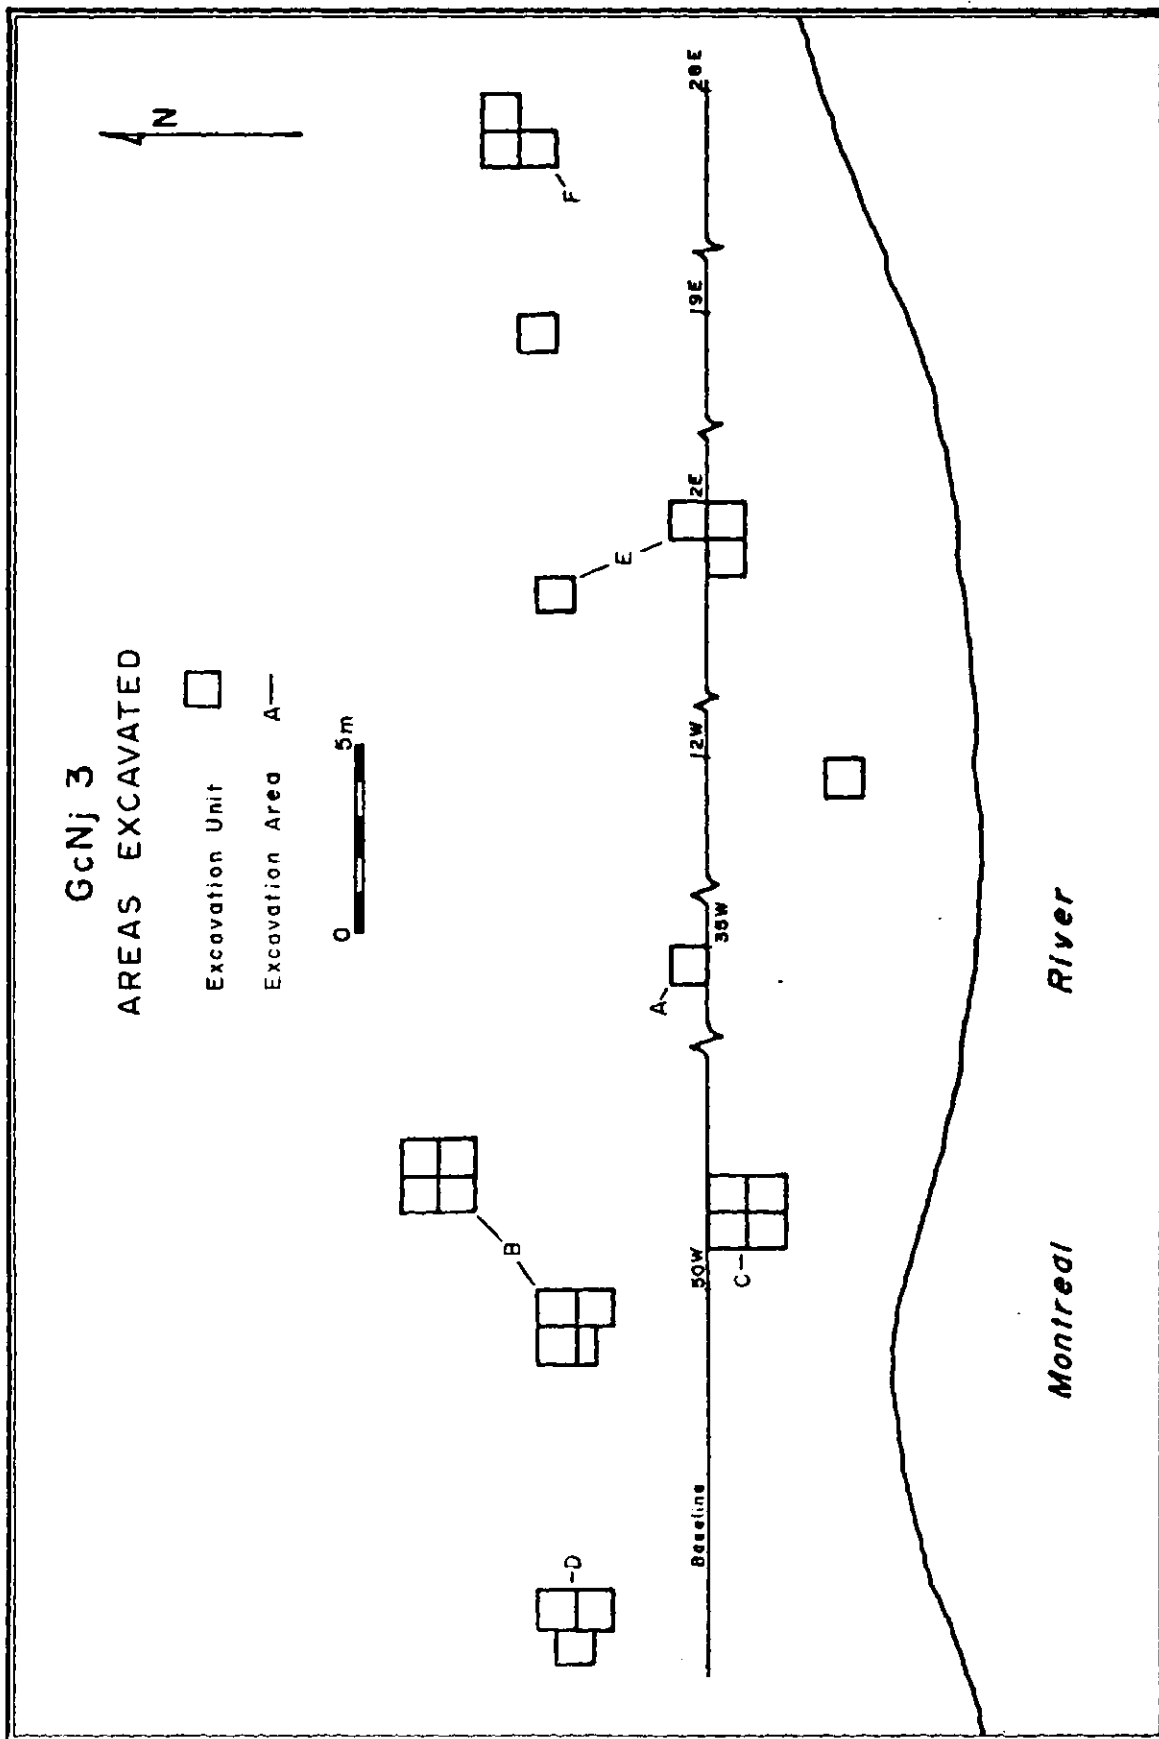 GcNj 3
AREAS EXCAVATED
Excavation Unit
Excavation Area A
0 5m
N
B
D
E
F
A
C
Baseline
50W
38W
12W
2E
19E
28E
Montreal River